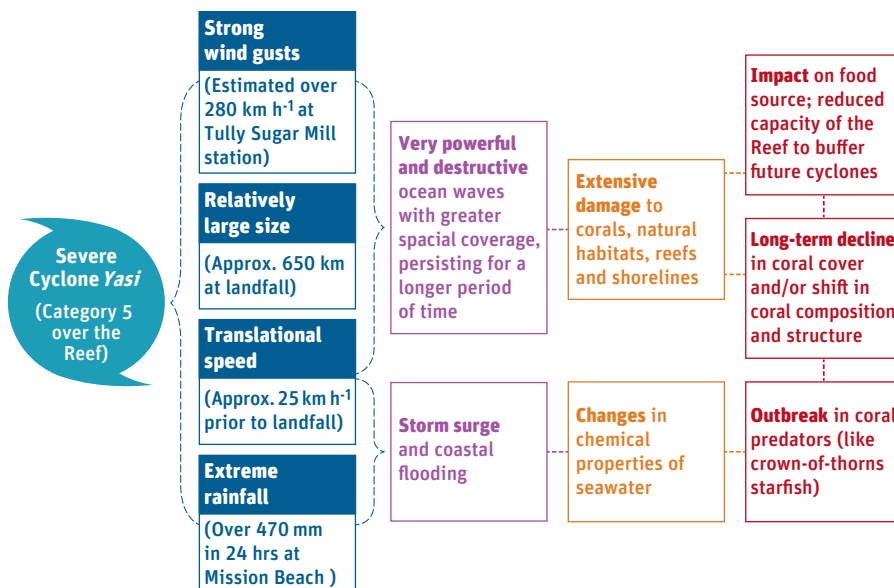 Severe
Cyclone Yasi
(Category 5
over the
Reef)
Strong
wind gusts
(Estimated over
280 km h-1 at
Tully Sugar Mill
station)
Relatively
large size
(Approx. 650 km
at landfall)
Translational
speed
(Approx. 25 km h-1
prior to landfall)
Extreme
rainfall
(Over 470 mm
in 24 hrs at
Mission Beach )
Very powerful
and destructive
ocean waves
with greater
spacial coverage,
persisting for a
longer period
of time
Storm surge
and coastal
flooding
Extensive
damage to
corals, natural
habitats, reefs
and shorelines
Changes in
chemical
properties of
seawater
Impact on food
source; reduced
capacity of the
Reef to buffer
future cyclones
Long-term decline
in coral cover
and/or shift in
coral composition
and structure
Outbreak in coral
predators (like
crown-of-thorns
starfish)